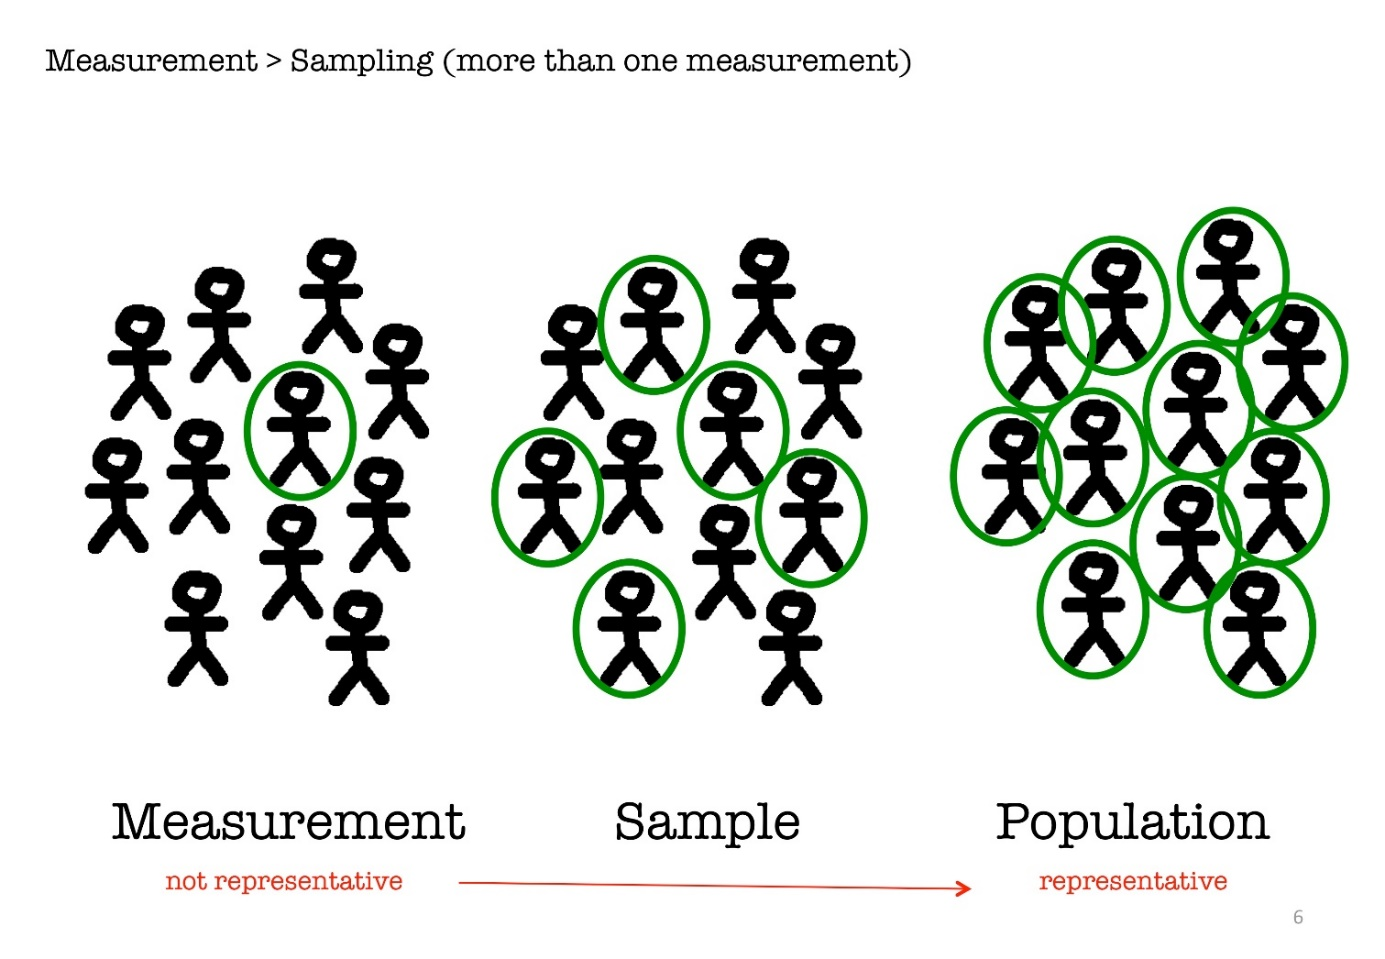 Measurement > Sampling (more than one measurement)
Measurement
Sample
Population
not representative
representative
6